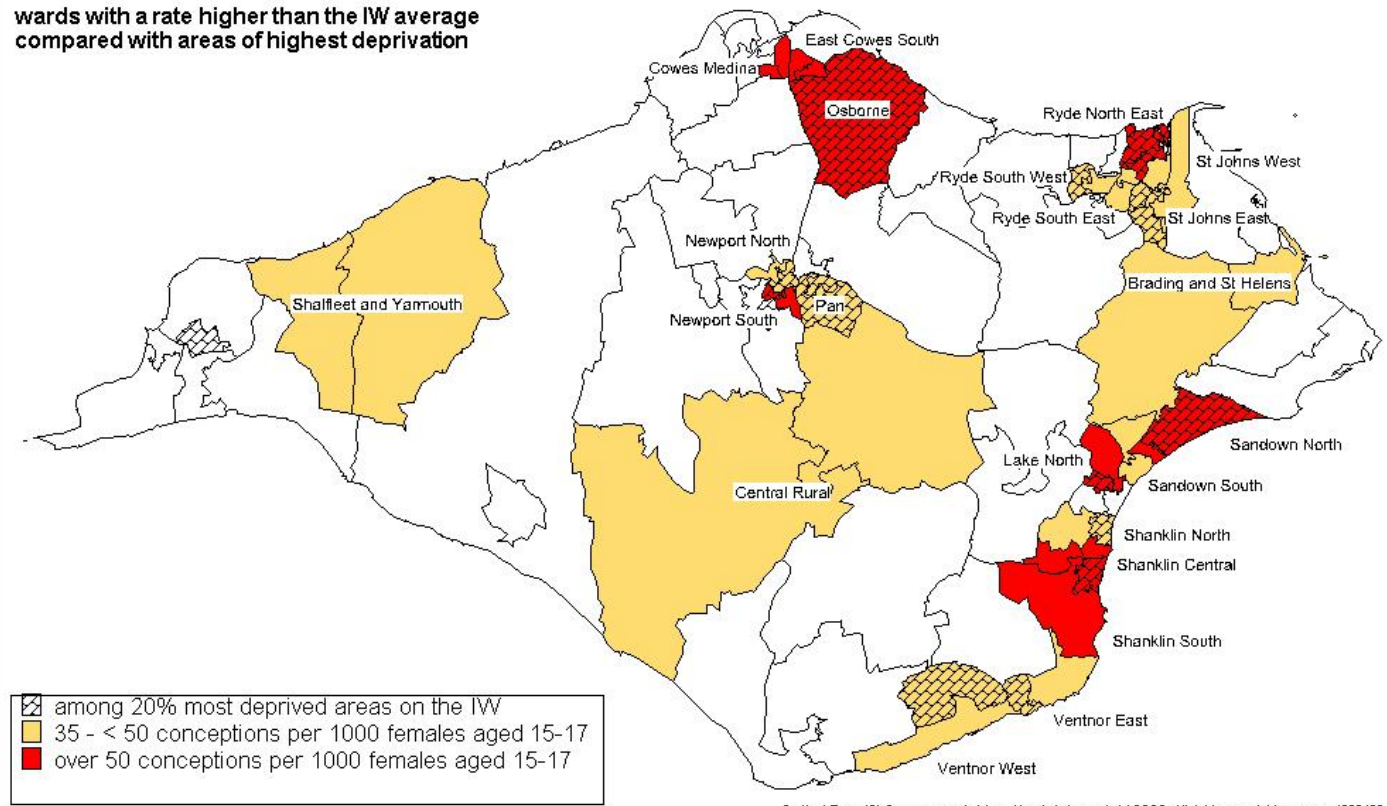 wards with a rate higher than the IW average
compared with areas of highest deprivation
East Cowes South
Cowes Medina
Osborne
Ryde North East
St Johns West
Ryde South West
Ryde South East
St Johns East
Newport North
Brading and St Helens
Shalfleet and Yarmouth
Pan
Newport South
Sandown North
Lake North
Sandown South
Central Rural
Shanklin North
Shanklin Central
Shanklin South
among 20% most deprived areas on the IW
35 - < 50 conceptions per 1000 females aged 15-17
over 50 conceptions per 1000 females aged 15-17
Ventnor East
Ventnor West